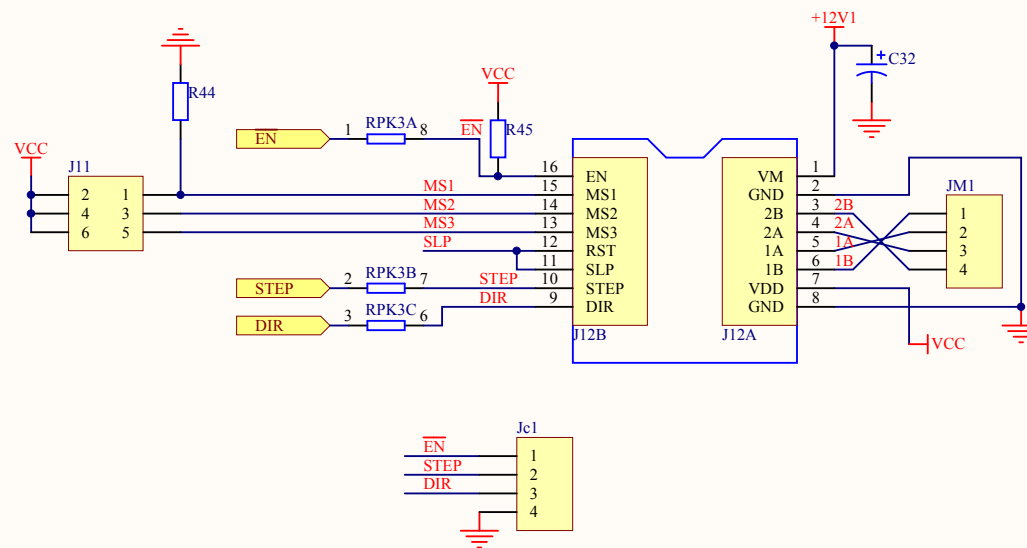 +12V1
C32
R44
VCC
RPK3A
EN
1
8
EN
R45
VCC
J11
2
1
4
3
6
5
MS1
MS2
MS3
SLP
16
EN
15
MS1
14
MS2
13
MS3
12
RST
11
SLP
10
STEP
9
DIR
J12B
VM
1
GND
2
2B
3
2B
2A
4
2A
1A
5
1A
1B
6
1B
VDD
7
GND
8
J12A
JM1
1
2
3
4
VCC
STEP
2
RPK3B
7
STEP
DIR
3
RPK3C
6
DIR
Jc1
EN
1
STEP
2
DIR
3
4